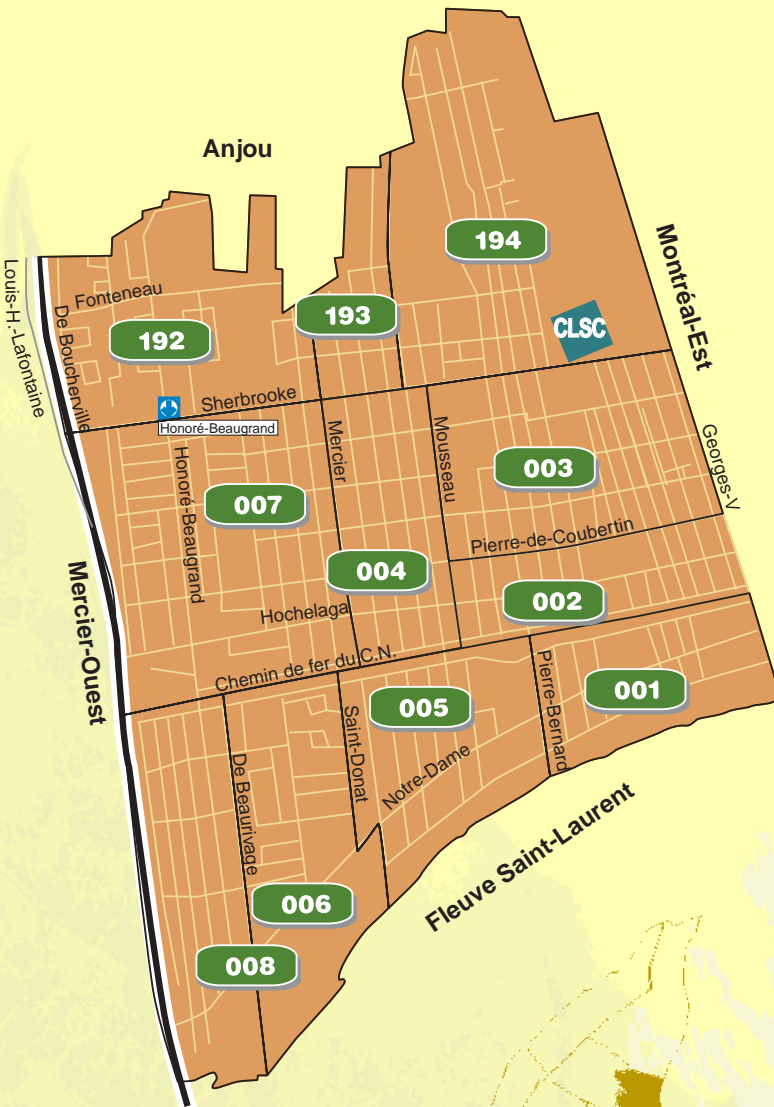 Anjou
194
Montréal-Est
Louis-H.-Lafontaine
De Boucherville
Fonteneau
193
192
CLSC
Sherbrooke
Honoré-Beaugrand
Honoré-Beaugrand
Mercier
Mousseau
003
Georges-V
007
Pierre-de-Coubertin
004
Mercier-Ouest
Hochelaga
002
Chemin de fer du C.N.
001
005
Pierre-Bernard
Saint-Donat
De Beaurivage
Notre-Dame
Fleuve Saint-Laurent
006
008